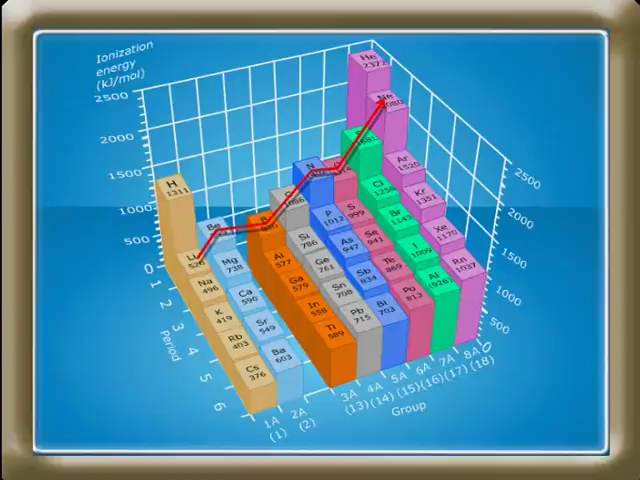 Ionization
energy
(kJ/mol)
2500
2000
1500
1000
500
0
2500
2000
1500
1000
500
0
He
2372
Ne
H
1311
Li
Be
N
C
1086
Ar
1520
Cl
Kr
1351
Xe
1170
Rn
1037
Br
1143
I
1009
At
(926)
S
999
Se
941
Te
869
Po
813
P
1012
As
947
Sb
834
Bi
703
Si
786
Ge
761
Sn
708
Pb
715
Al
577
Ga
579
In
558
Tl
589
Mg
738
Ca
590
Sr
549
Ba
603
Na
496
K
419
Rb
403
Cs
376
1
2
3
4
5
6
Period
1A
(1)
2A
(2)
3A
(13)
4A
(14)
5A
(15)
6A
(16)
7A
(17)
8A
(18)
Group